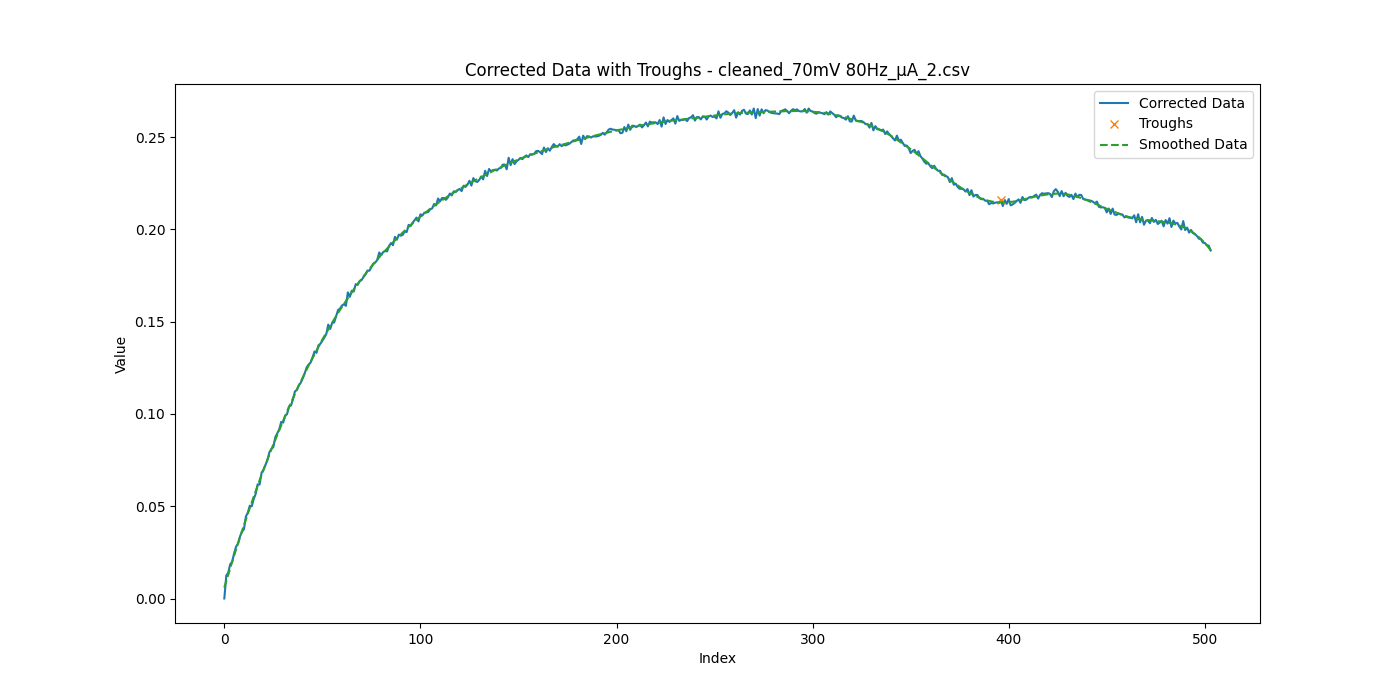 Corrected Data with Troughs - cleaned_70mV 80Hz_µA_2.csv
Corrected Data
Troughs
Smoothed Data
Value
0.25
0.20
0.15
0.10
0.05
0.00
0 100 200 300 400 500
Index